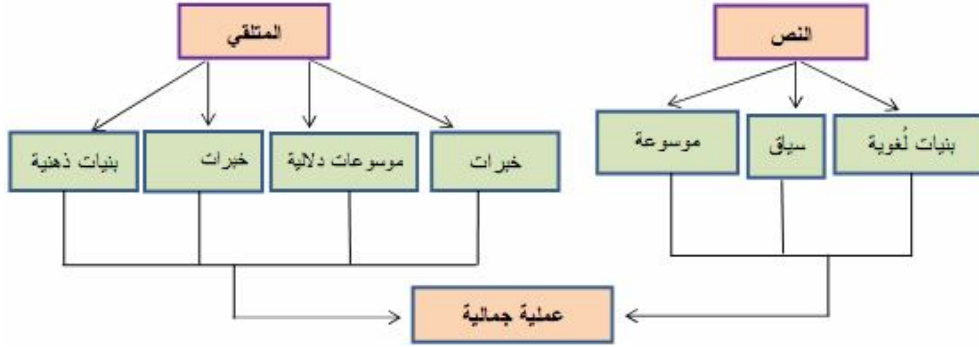 النص
المتلقي
بنيات لُغوية
سياق
موسوعة
خبرات
موسوعات دلالية
خبرات
بنيات ذهنية
عملية جمالية